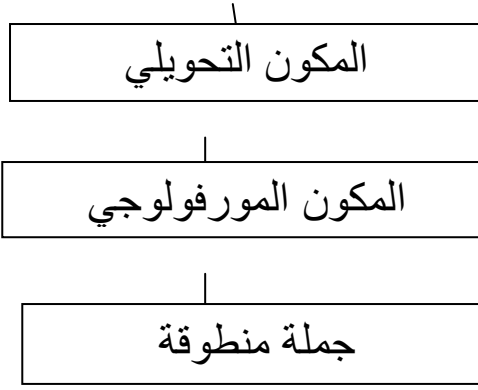 المكون التحويلي
المكون المورفولوجي
جملة منطوقة